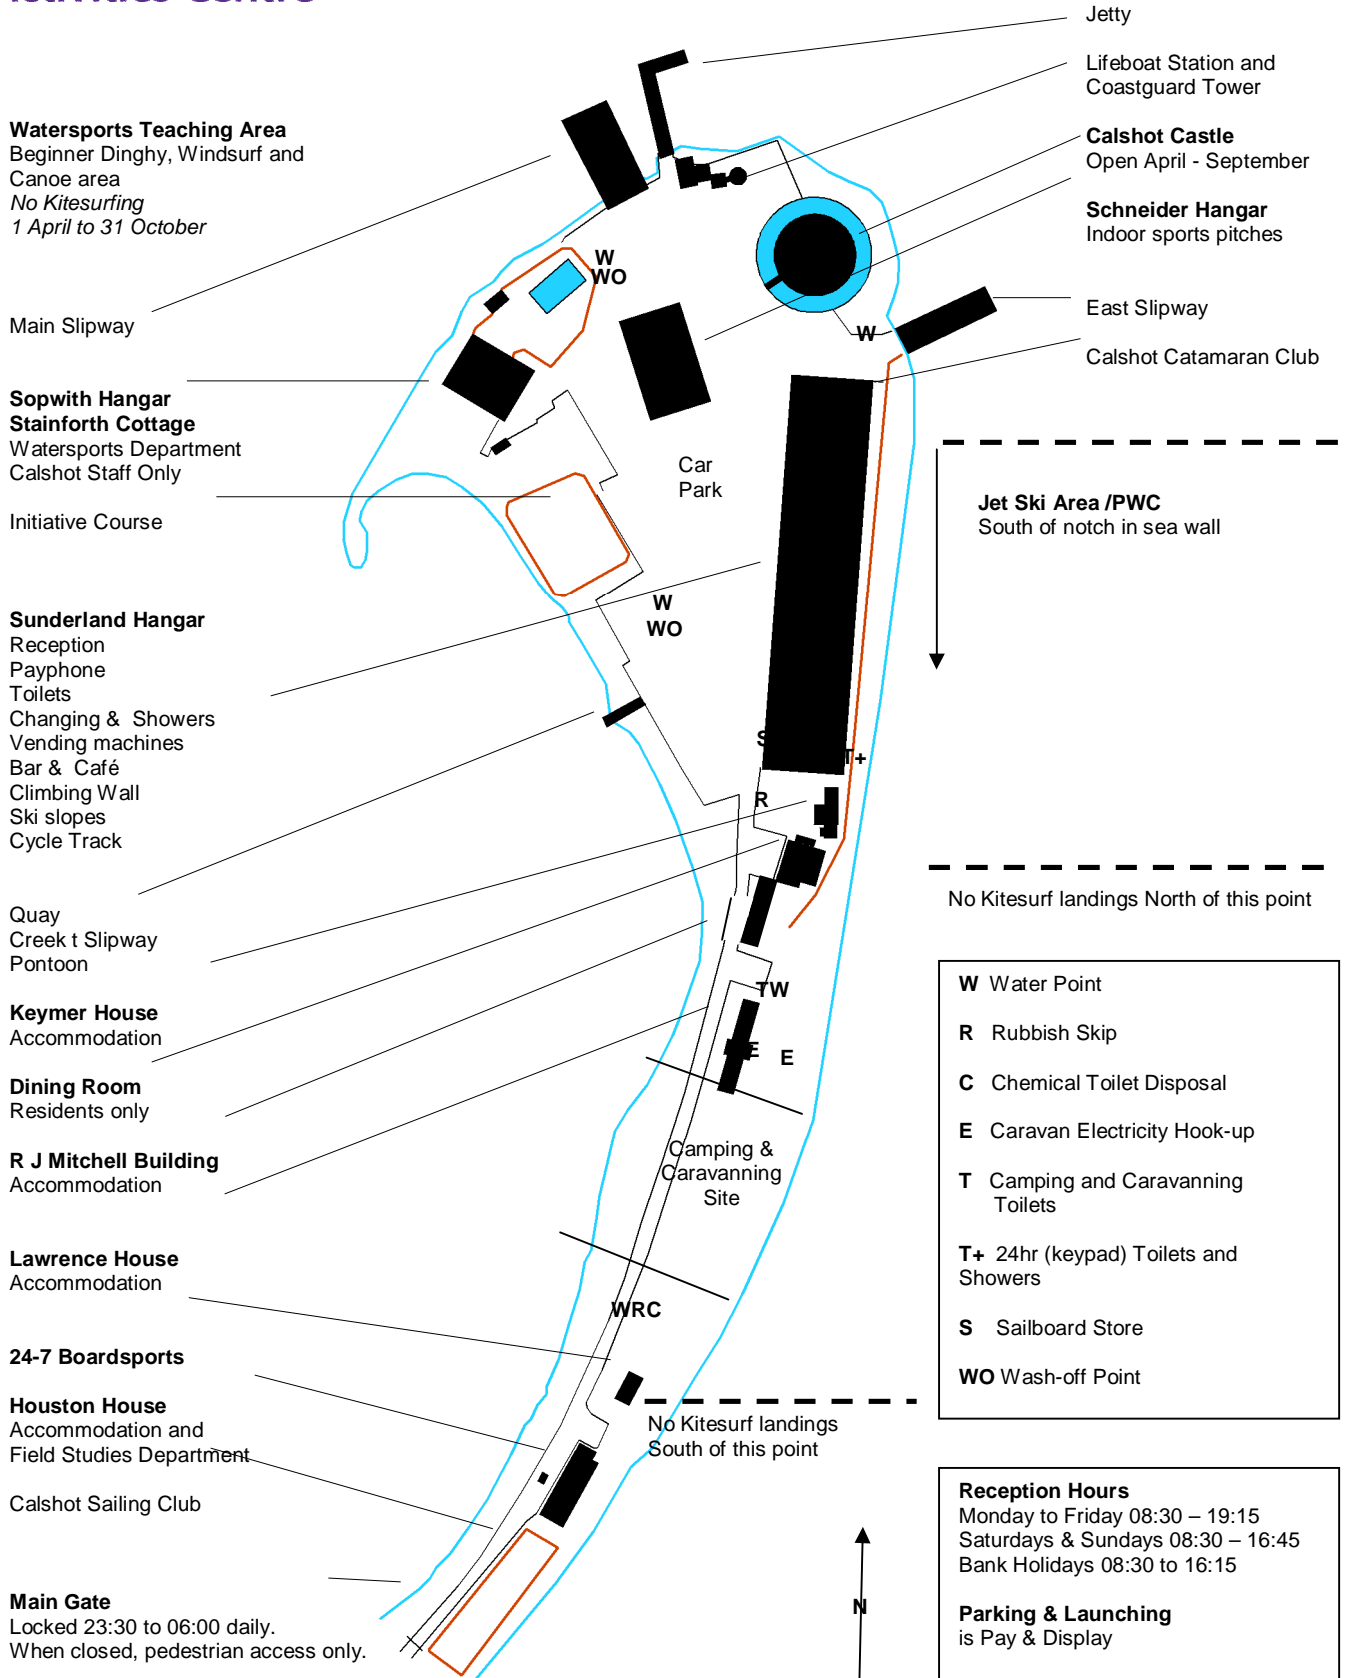 Centre
Watersports Teaching Area
Beginner Dinghy, Windsurf and
Canoe area
No Kitesurfing
1 April to 31 October
Main Slipway
Sopwith Hangar
Stainforth Cottage
Watersports Department
Calshot Staff Only
Initiative Course
Sunderland Hangar
Reception
Payphone
Toilets
Changing & Showers
Vending machines
Bar & Café
Climbing Wall
Ski slopes
Cycle Track
Quay
Creek t Slipway
Pontoon
Keymer House
Accommodation
Dining Room
Residents only
R J Mitchell Building
Accommodation
Lawrence House
Accommodation
24-7 Boardsports
Houston House
Accommodation and
Field Studies Department
Calshot Sailing Club
Main Gate
Locked 23:30 to 06:00 daily.
When closed, pedestrian access only.
W
WO
W
Car
Park
W
WO
S
T+
R
TW
E
E
Camping &
Caravanning
Site
WRC
No Kitesurf landings
South of this point
N
Jetty
Lifeboat Station and
Coastguard Tower
Calshot Castle
Open April - September
Schneider Hangar
Indoor sports pitches
East Slipway
Calshot Catamaran Club
Jet Ski Area /PWC
South of notch in sea wall
No Kitesurf landings North of this point
W Water Point
R Rubbish Skip
C Chemical Toilet Disposal
E Caravan Electricity Hook-up
T Camping and Caravanning
Toilets
T+ 24hr (keypad) Toilets and
Showers
S Sailboard Store
WO Wash-off Point
Reception Hours
Monday to Friday 08:30 – 19:15
Saturdays & Sundays 08:30 – 16:45
Bank Holidays 08:30 to 16:15
Parking & Launching
is Pay & Display